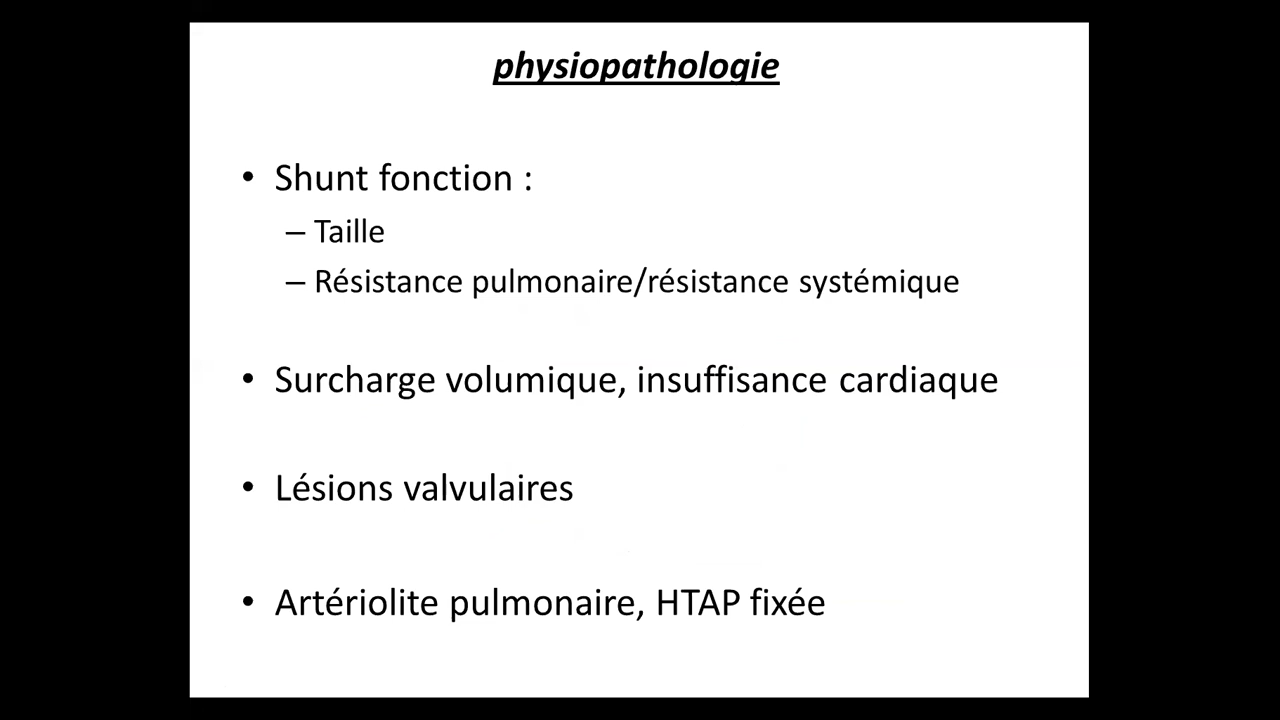 physiopathologie
• Shunt fonction :
– Taille
– Résistance pulmonaire/résistance systémique
• Surcharge volumique, insuffisance cardiaque
• Lésions valvulaires
• Artériolite pulmonaire, HTAP fixée